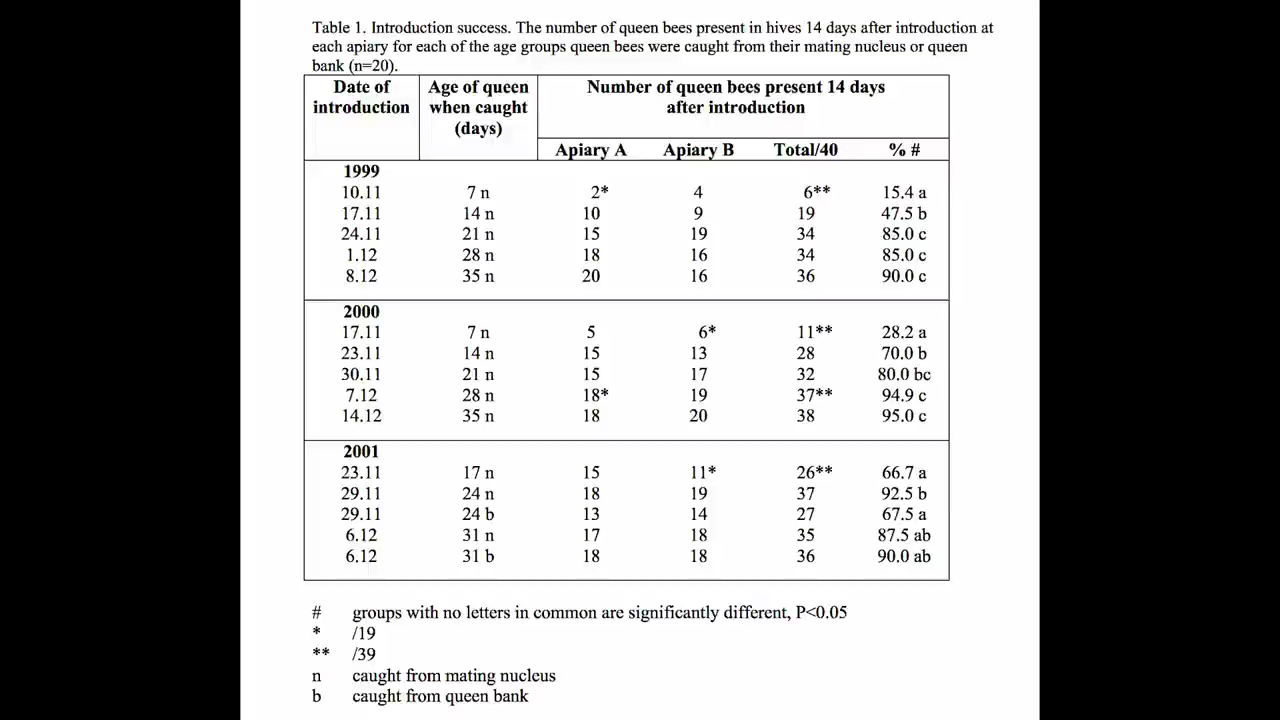 Table 1. Introduction success. The number of queen bees present in hives 14 days after introduction at
each apiary for each of the age groups queen bees were caught from their mating nucleus or queen
bank (n=20).
Date of introduction Age of queen when caught (days) Number of queen bees present 14 days after introduction
Apiary A Apiary B Total/40 % #
1999
10.11 7 n 2* 4 6** 15.4 a
17.11 14 n 10 9 19 47.5 b
24.11 21 n 15 19 34 85.0 c
1.12 28 n 18 16 34 85.0 c
8.12 35 n 20 16 36 90.0 c
2000
17.11 7 n 5 6* 11** 28.2 a
23.11 14 n 15 13 28 70.0 b
30.11 21 n 15 17 32 80.0 bc
7.12 28 n 18* 19 37** 94.9 c
14.12 35 n 18 20 38 95.0 c
2001
23.11 17 n 15 11* 26** 66.7 a
29.11 24 n 18 19 37 92.5 b
29.11 24 b 13 14 27 67.5 a
6.12 31 n 17 18 35 87.5 ab
6.12 31 b 18 18 36 90.0 ab
# groups with no letters in common are significantly different, P<0.05
* /19
** /39
n caught from mating nucleus
b caught from queen bank